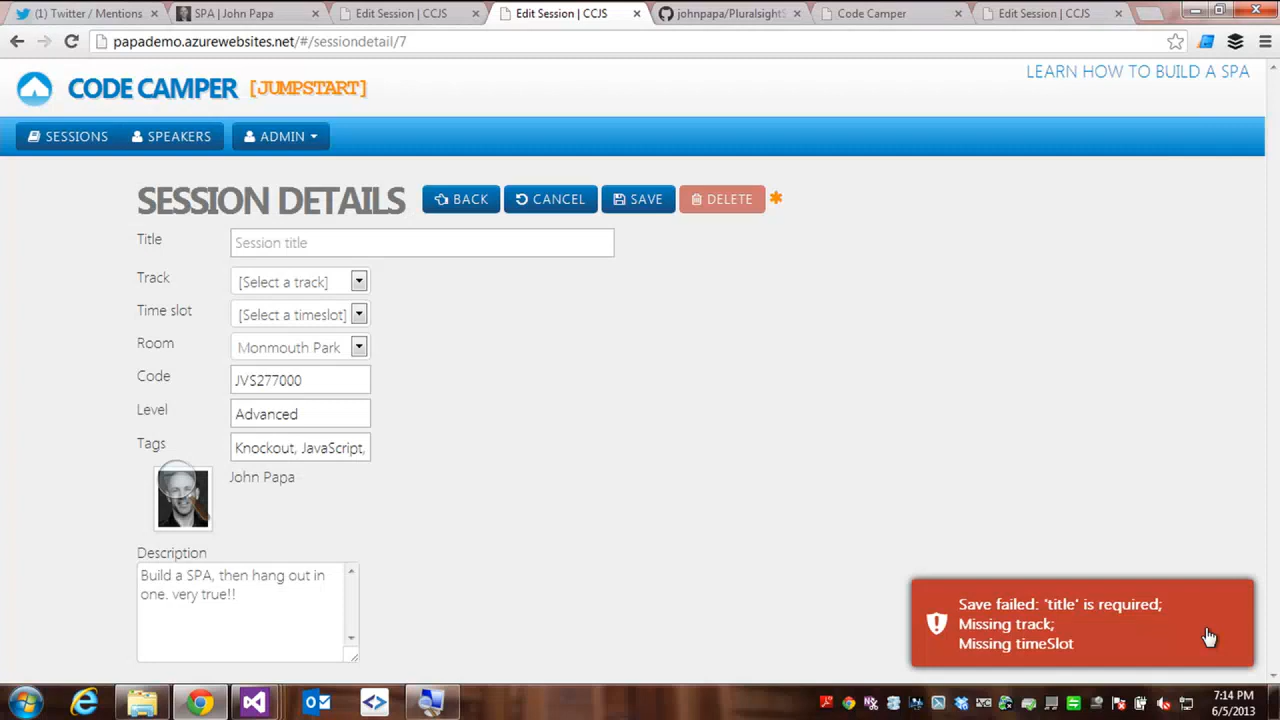 (1) Twitter / Mentions
SPA | John Papa
Edit Session | CCJS
Edit Session | CCJS
johnpapa/Pluralsight
Code Camper
Edit Session | CCJS
papademo.azurewebsites.net/#/sessiondetail/7
CODE CAMPER [JUMPSTART]
LEARN HOW TO BUILD A SPA
SESSIONS
SPEAKERS
ADMIN
SESSION DETAILS
BACK
CANCEL
SAVE
DELETE
Title
Session title
Track
[Select a track]
Time slot
[Select a timeslot]
Room
Monmouth Park
Code
JVS277000
Level
Advanced
Tags
Knockout, JavaScript,
John Papa
Description
Build a SPA, then hang out in
one. very true!!
Save failed: 'title' is required;
Missing track;
Missing timeSlot
7:14 PM
6/5/2013